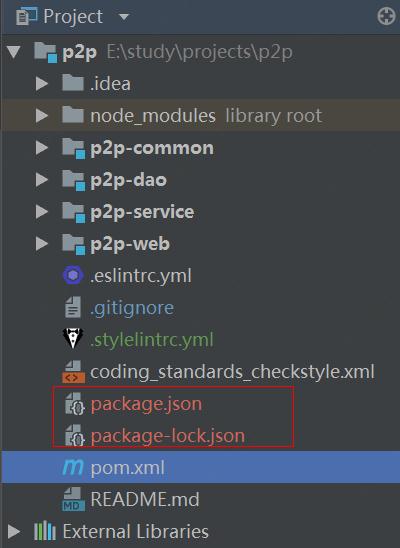 Project
p2p E:\study\projects\p2p
.idea
node_modules library root
p2p-common
p2p-dao
p2p-service
p2p-web
.eslintrc.yml
.gitignore
.stylelintrc.yml
coding_standards_checkstyle.xml
package.json
package-lock.json
m pom.xml
MD README.md
External Libraries